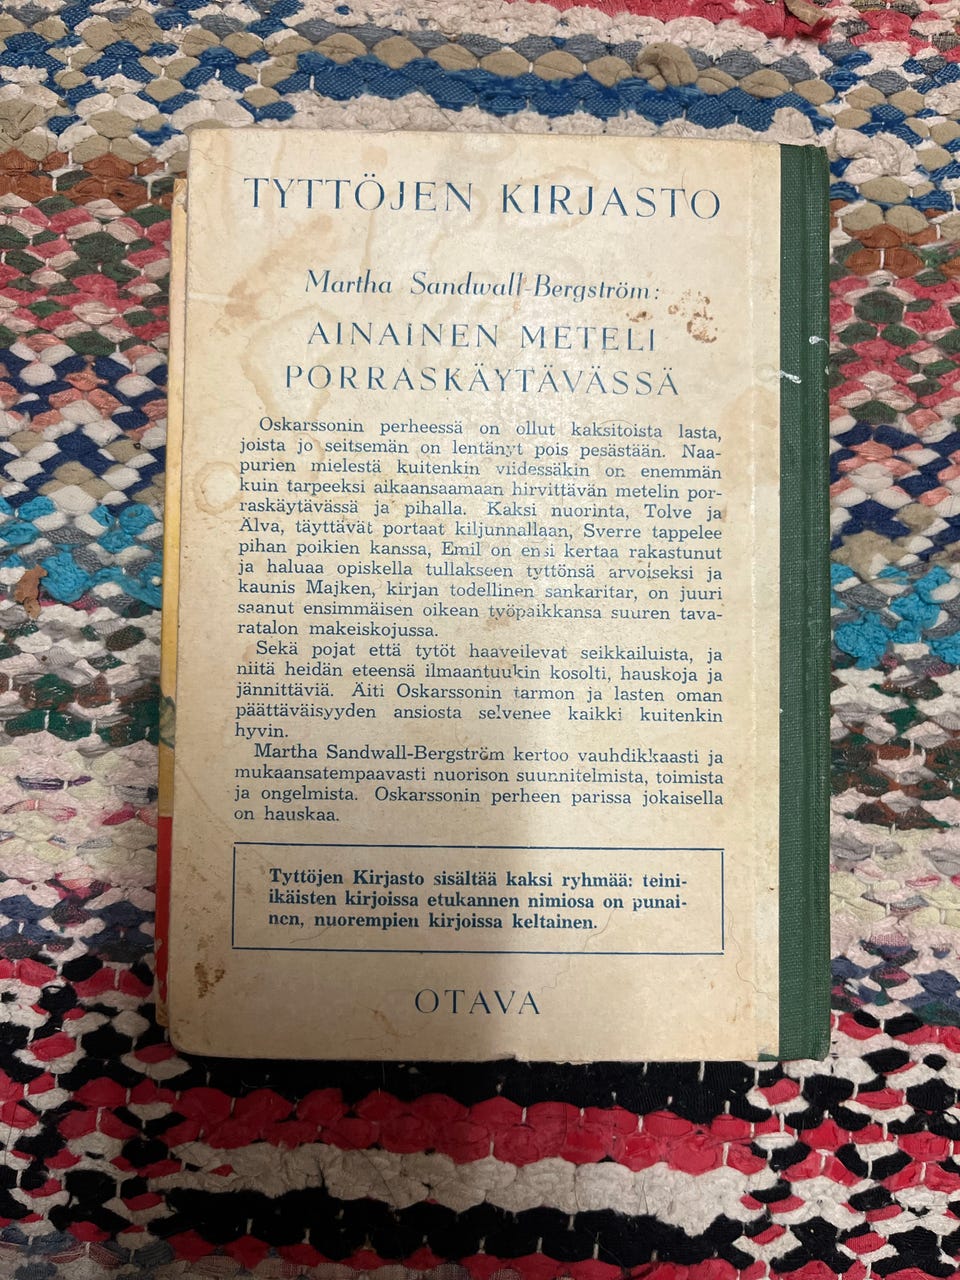 TYTTÖJEN KIRJASTO
Martha Sandwall-Bergström:
AINAINEN METELI
PORRASKÄYTÄVÄSSÄ
Oskarssonin perheessä on ollut kaksitoista lasta,
joista jo seitsemän on lentänyt pois pesästään. Naa-
purien mielestä kuitenkin viidessäkin on enemmän
kuin tarpeeksi aikaansaamaan hirvittävän metelin por-
raskäytävässä ja pihalla. Kaksi nuorinta, Tolve ja
Älva, täyttävät portaat kiljunnallaan, Sverre tappelee
pihan poikien kanssa, Emil on ensi kertaa rakastunut
ja haluaa opiskella tullakseen tyttönsä arvoiseksi ja
kaunis Majken, kirjan todellinen sankaritar, on juuri
saanut ensimmäisen oikean työpaikkansa suuren tava-
ratalon makeiskojussa.
Sekä pojat että tytöt haaveilevat seikkailuista, ja
niitä heidän eteensä ilmaantuukin kosolti, hauskoja ja
jännittäviä. Äiti Oskarssonin tarmon ja lasten oman
päättäväisyyden ansiosta selvenee kaikki kuitenkin
hyvin.
Martha Sandwall-Bergström kertoo vauhdikkaasti ja
mukaansatempaavasti nuorison suunnitelmista, toimista
ja ongelmista. Oskarssonin perheen parissa jokaisella
on hauskaa.
Tyttöjen Kirjasto sisältää kaksi ryhmää: teini-
ikäisten kirjoissa etukannen nimiosa on punai-
nen, nuorempien kirjoissa keltainen.
OTAVA